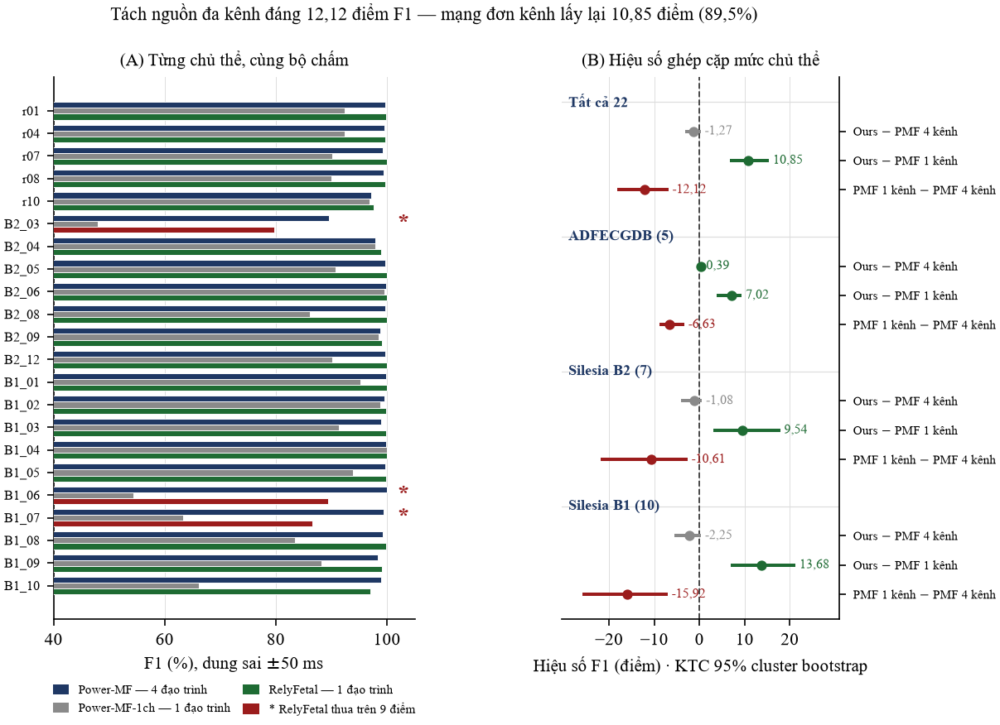 Tách nguồn đa kênh đáng 12,12 điểm F1 — mạng đơn kênh lấy lại 10,85 điểm (89,5%)
(A) Từng chủ thể, cùng bộ chấm
r01
r04
r07
r08
r10
B2_03
*
B2_04
B2_05
B2_06
B2_08
B2_09
B2_12
B1_01
B1_02
B1_03
B1_04
B1_05
B1_06
*
B1_07
*
B1_08
B1_09
B1_10
40 60 80 100
F1 (%), dung sai ±50 ms
Power-MF — 4 đạo trình
Power-MF-1ch — 1 đạo trình
RelyFetal — 1 đạo trình
* RelyFetal thua trên 9 điểm
(B) Hiệu số ghép cặp mức chủ thể
Tất cả 22
-1,27 Ours − PMF 4 kênh
10,85 Ours − PMF 1 kênh
-12,12 PMF 1 kênh − PMF 4 kênh
ADFECGDB (5)
0,39 Ours − PMF 4 kênh
7,02 Ours − PMF 1 kênh
-6,63 PMF 1 kênh − PMF 4 kênh
Silesia B2 (7)
-1,08 Ours − PMF 4 kênh
9,54 Ours − PMF 1 kênh
-10,61 PMF 1 kênh − PMF 4 kênh
Silesia B1 (10)
-2,25 Ours − PMF 4 kênh
13,68 Ours − PMF 1 kênh
-15,92 PMF 1 kênh − PMF 4 kênh
−20 −10 0 10 20
Hiệu số F1 (điểm) · KTC 95% cluster bootstrap